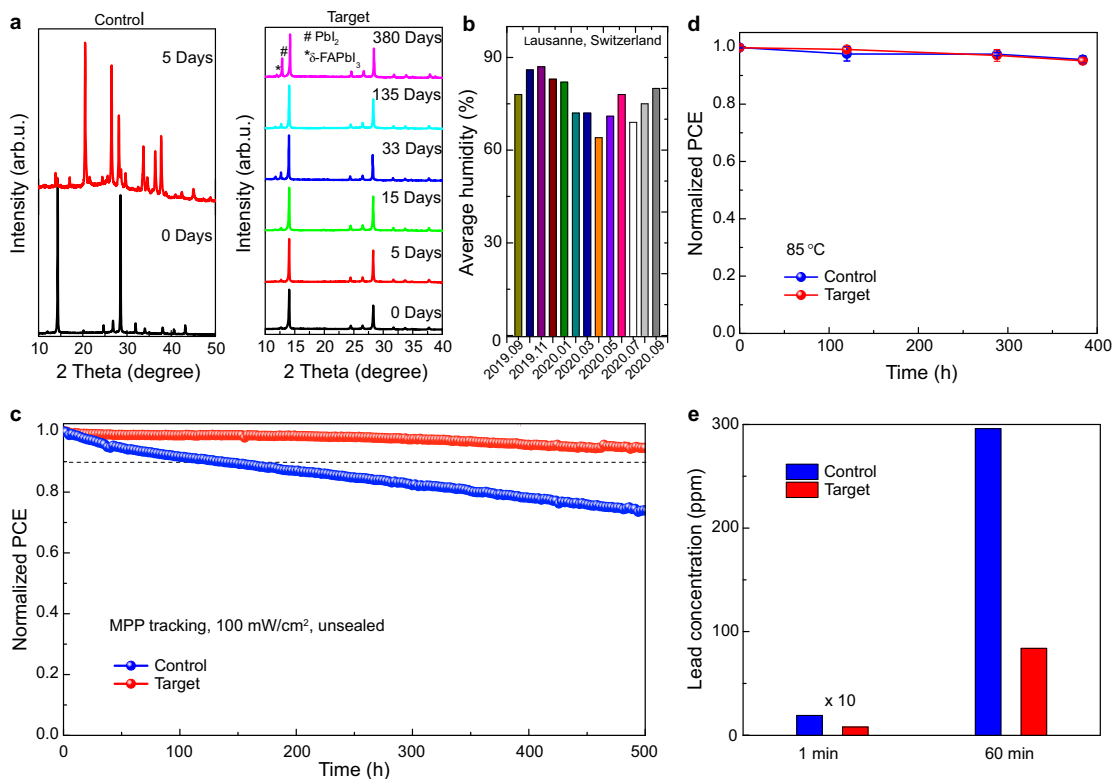 a
Control
5 Days
0 Days
Intensity (arb.u.)
10 20 30 40 50
2 Theta (degree)
Target
# PbI₂
*δ-FAPbI₃
#
*
380 Days
135 Days
33 Days
15 Days
5 Days
0 Days
Intensity (arb.u.)
10 15 20 25 30 35 40
2 Theta (degree)
b
Lausanne, Switzerland
Average humidity (%)
90
60
30
0
2019.09 2019.11 2020.01 2020.03 2020.05 2020.07 2020.09
d
Normalized PCE
1.0
0.8
0.6
0.4
0.2
0.0
85 °C
Control
Target
0 100 200 300 400
Time (h)
c
Normalized PCE
1.0
0.8
0.6
0.4
0.2
0.0
MPP tracking, 100 mW/cm², unsealed
Control
Target
0 100 200 300 400 500
Time (h)
e
Lead concentration (ppm)
300
200
100
0
Control
Target
x 10
1 min 60 min